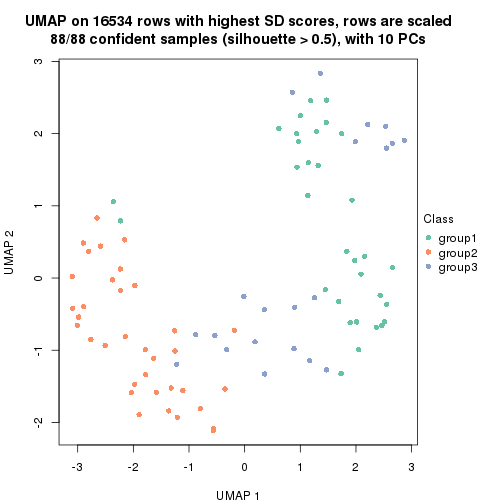 UMAP on 16534 rows with highest SD scores, rows are scaled
88/88 confident samples (silhouette > 0.5), with 10 PCs
3
2
1
0
-1
-2
UMAP 2
-3 -2 -1 0 1 2 3
UMAP 1
Class
group1
group2
group3